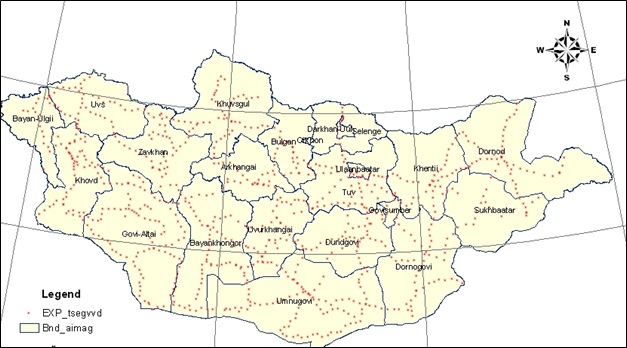 N
W E
S
Uvs
Khuvsgul
Bayan-Ulgii
Darkhan-Uul
Selenge
Bulgan
Orkhon
Zavkhan
Dornod
Arkhangai
Ulaanbaatar
Khentii
Khovd
Tuv
Govisumber
Sukhbaatar
Govi-Altai
Uvurkhangai
Bayankhongor
Dundgovi
Dornogovi
Umnugovi
Legend
EXP_tsegvvd
Bnd_aimag